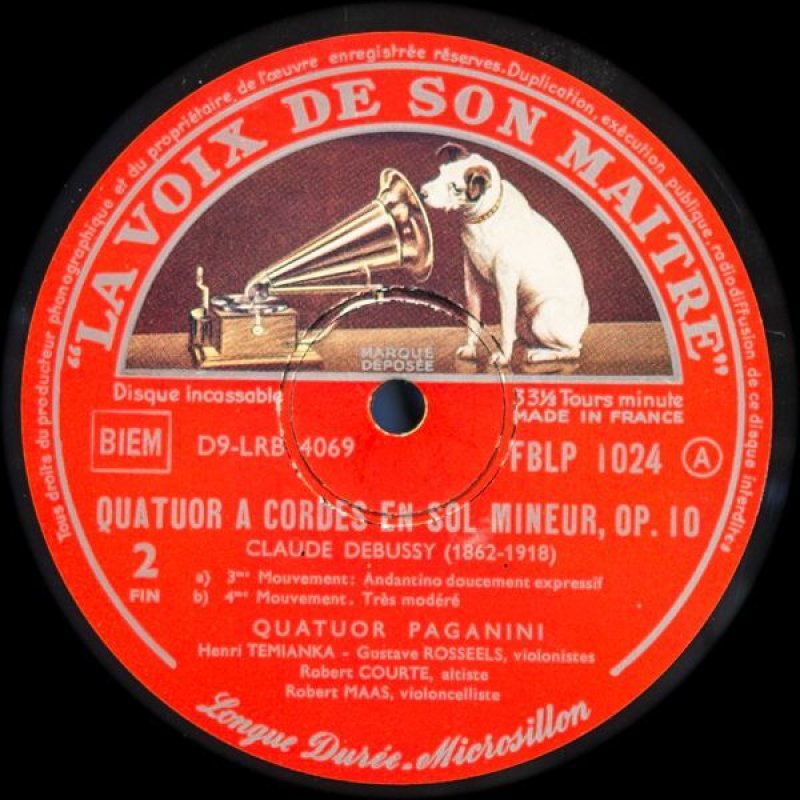 Tous droits du producteur phonographique et du propriétaire de l'œuvre enregistrée réservés. Duplication, exécution publique, radiodiffusion de ce disque interdites
“LA VOIX DE SON MAITRE”
MARQUE DÉPOSÉE
Disque incassable
33⅓ Tours minute
MADE IN FRANCE
BIEM
D9-LRB 4069
FBLP 1024 A
QUATUOR A CORDES EN SOL MINEUR, OP. 10
CLAUDE DEBUSSY (1862-1918)
2
FIN
a) 3me Mouvement: Andantino doucement expressif
b) 4me Mouvement. Très modéré
QUATUOR PAGANINI
Henri TEMIANKA - Gustave ROSSEELS, violonistes
Robert COURTE, altiste
Robert MAAS, violoncelliste
Longue Durée-Microsillon